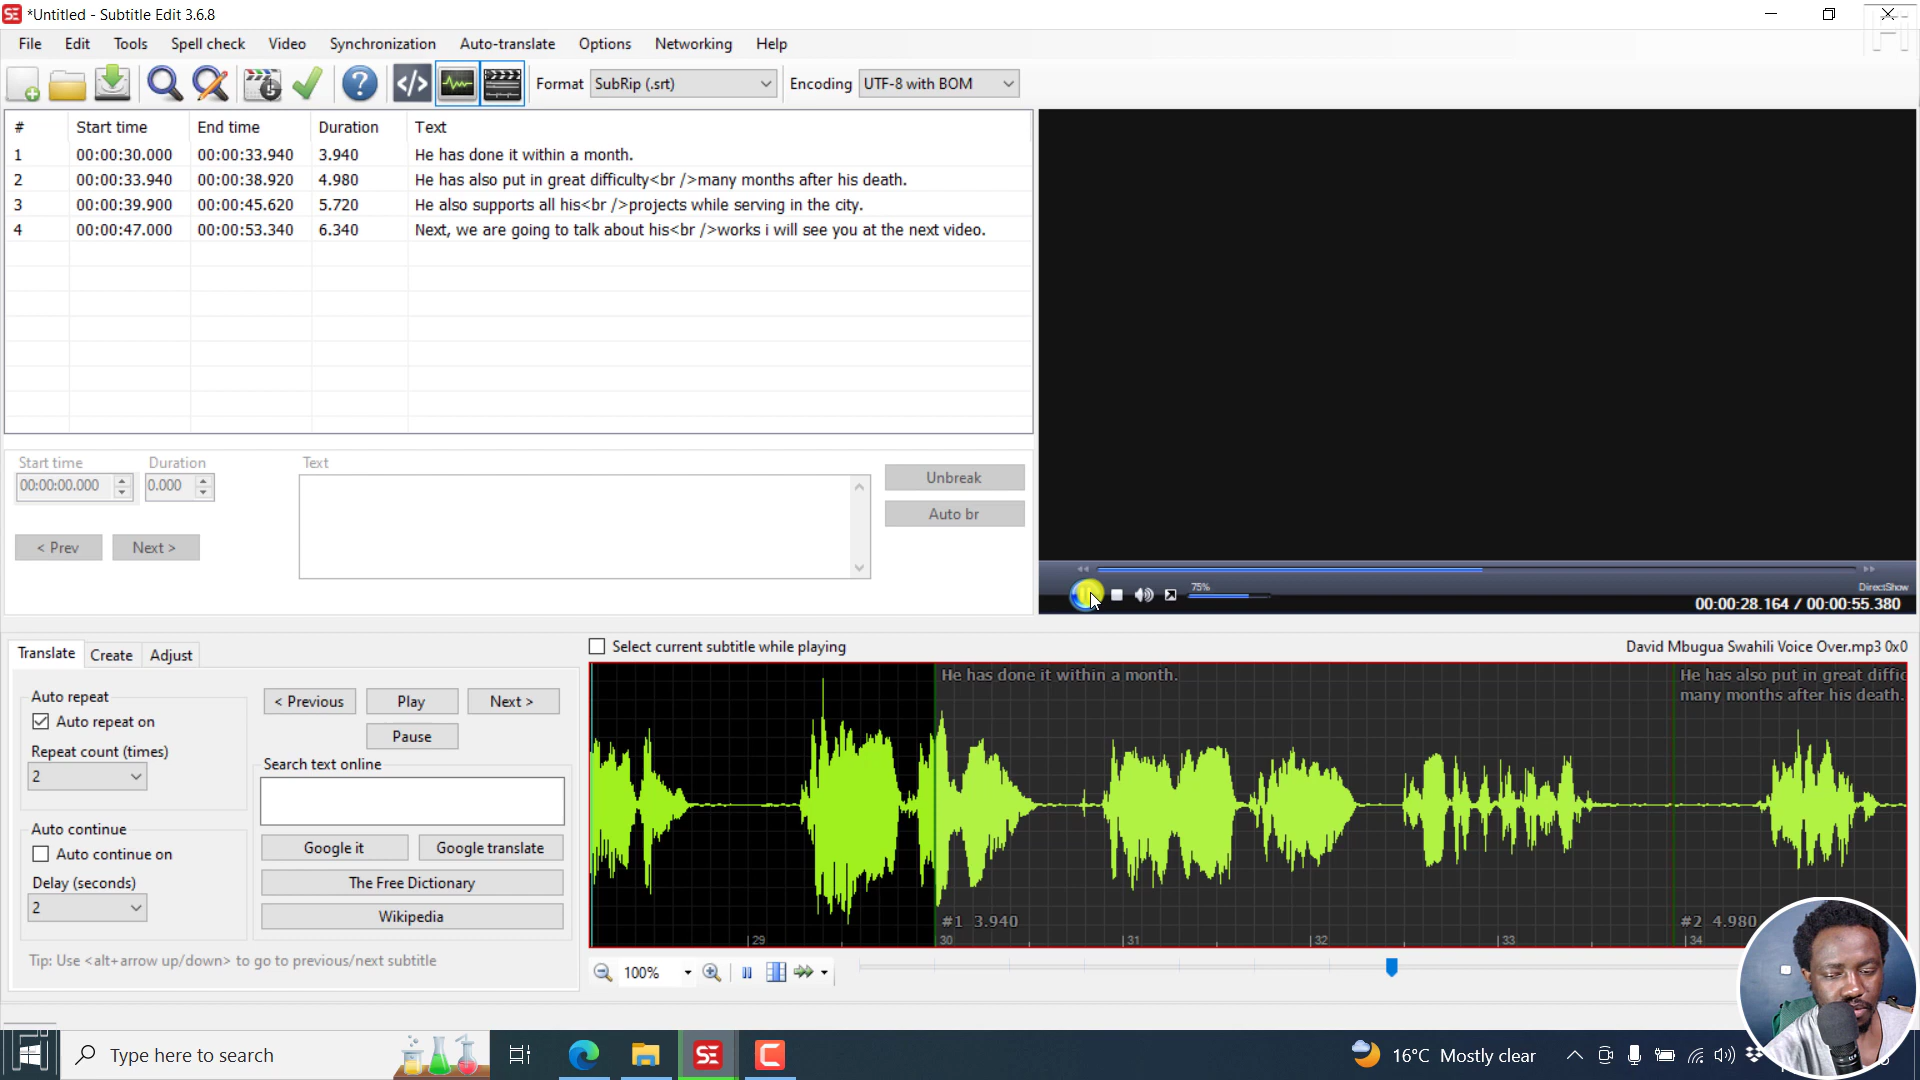 *Untitled - Subtitle Edit 3.6.8
File Edit Tools Spell check Video Synchronization Auto-translate Options Networking Help
Format SubRip (.srt) Encoding UTF-8 with BOM
# Start time End time Duration Text
1 00:00:30.000 00:00:33.940 3.940 He has done it within a month.
2 00:00:33.940 00:00:38.920 4.980 He has also put in great difficulty<br />many months after his death.
3 00:00:39.900 00:00:45.620 5.720 He also supports all his<br />projects while serving in the city.
4 00:00:47.000 00:00:53.340 6.340 Next, we are going to talk about his<br />works i will see you at the next video.
Start time Duration Text
00:00:00.000 0.000
Unbreak
Auto br
< Prev Next >
75%
DirectShow
00:00:28.164 / 00:00:55.380
Translate Create Adjust
Select current subtitle while playing
David Mbugua Swahili Voice Over.mp3 0x0
Auto repeat
Auto repeat on
Repeat count (times)
2
Auto continue
Auto continue on
Delay (seconds)
2
< Previous Play Next >
Pause
Search text online
Google it Google translate
The Free Dictionary
Wikipedia
Tip: Use <alt+arrow up/down> to go to previous/next subtitle
He has done it within a month.
He has also put in great diffic
many months after his death.
#1 3.940
#2 4.980
29 30 31 32 33 34
100%
Type here to search
16°C Mostly clear